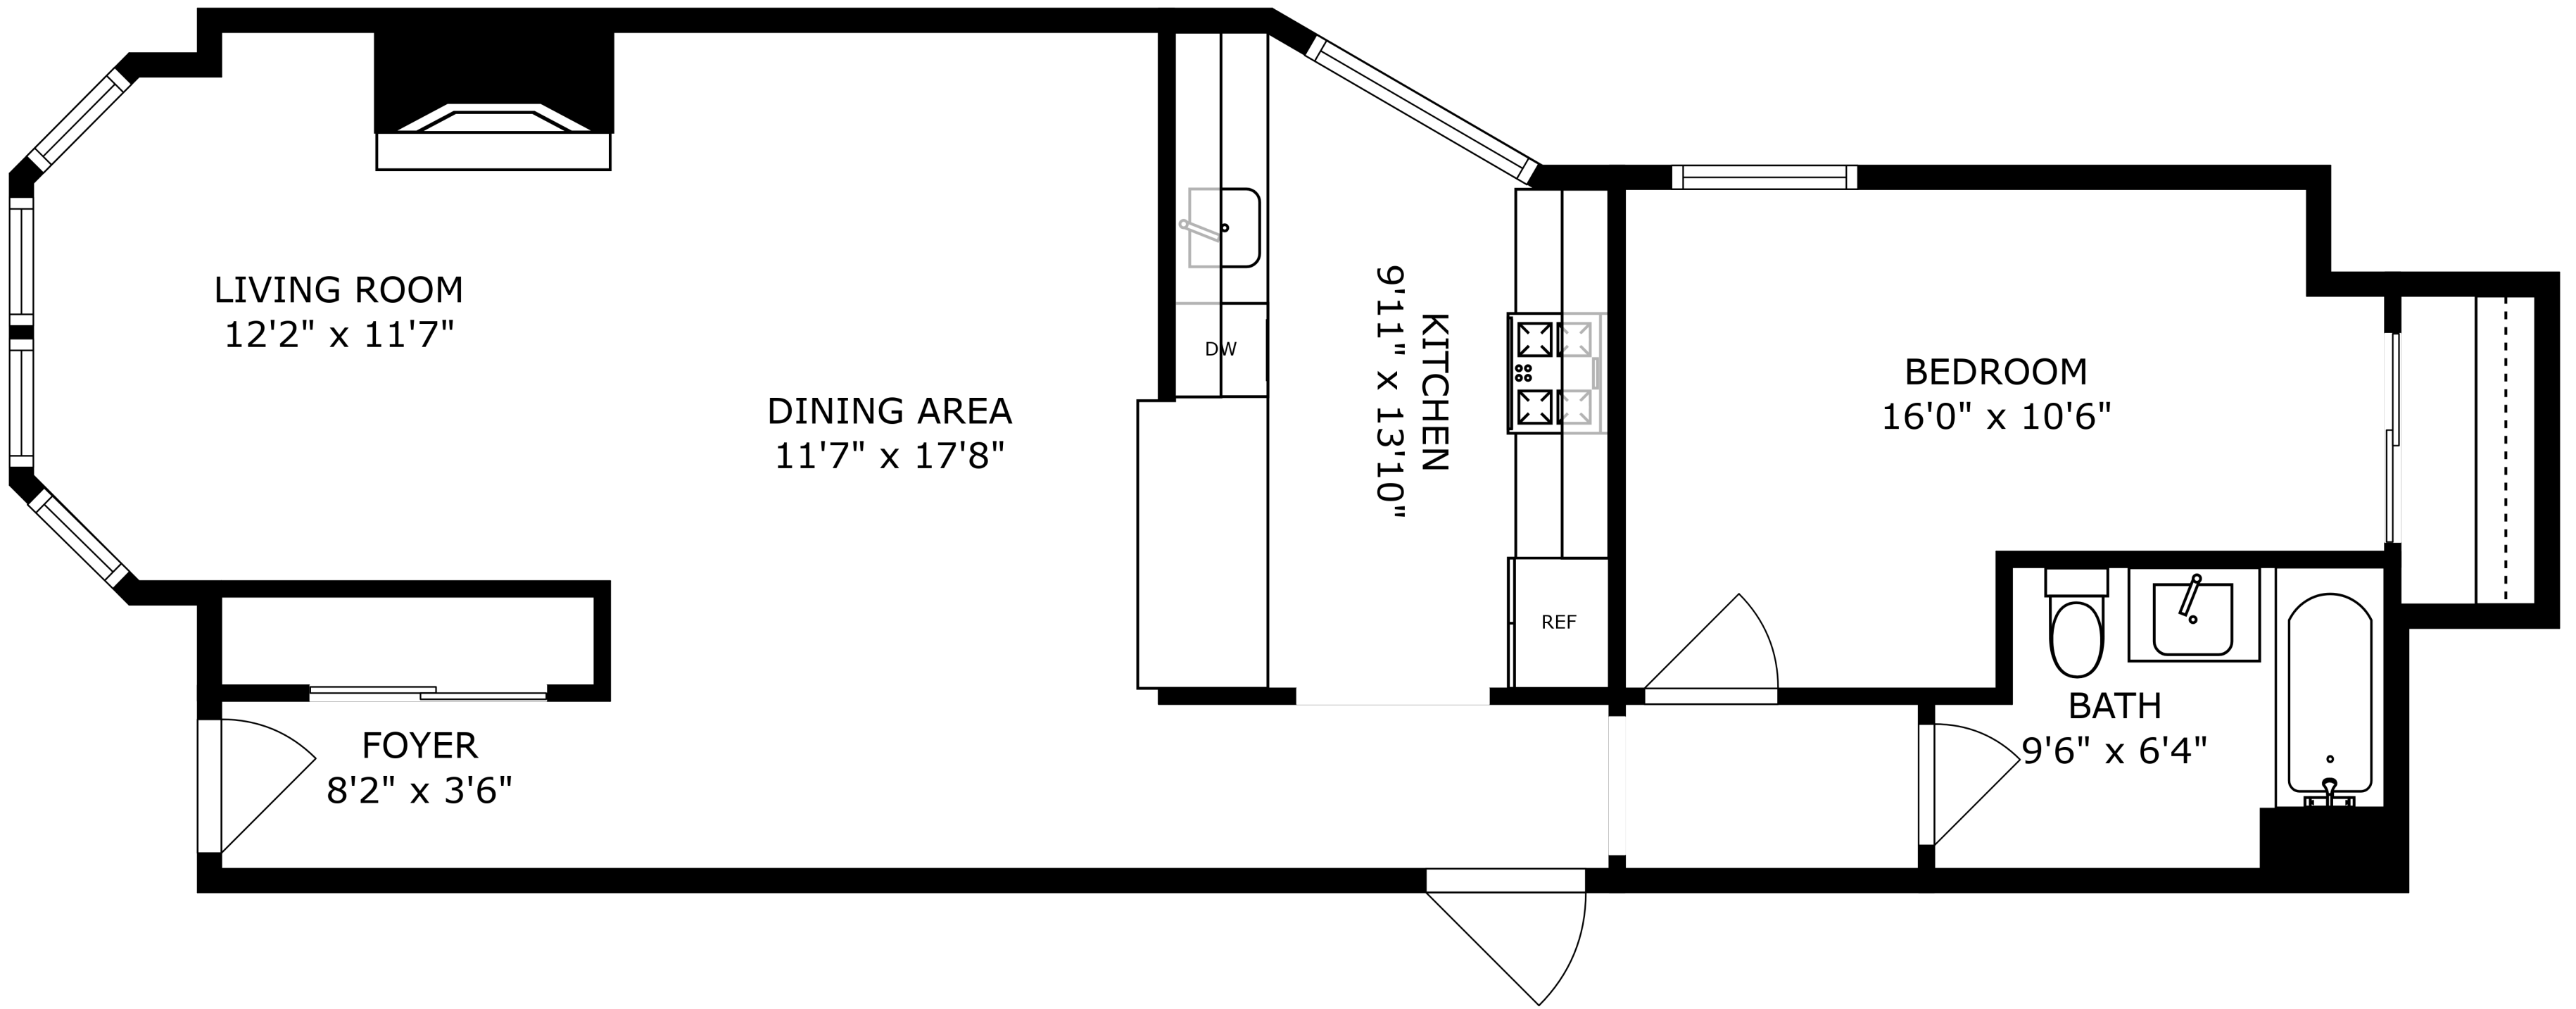 LIVING ROOM
12'2" x 11'7"
DINING AREA
11'7" x 17'8"
DW
KITCHEN
9'11" x 13'10"
REF
BEDROOM
16'0" x 10'6"
FOYER
8'2" x 3'6"
BATH
9'6" x 6'4"